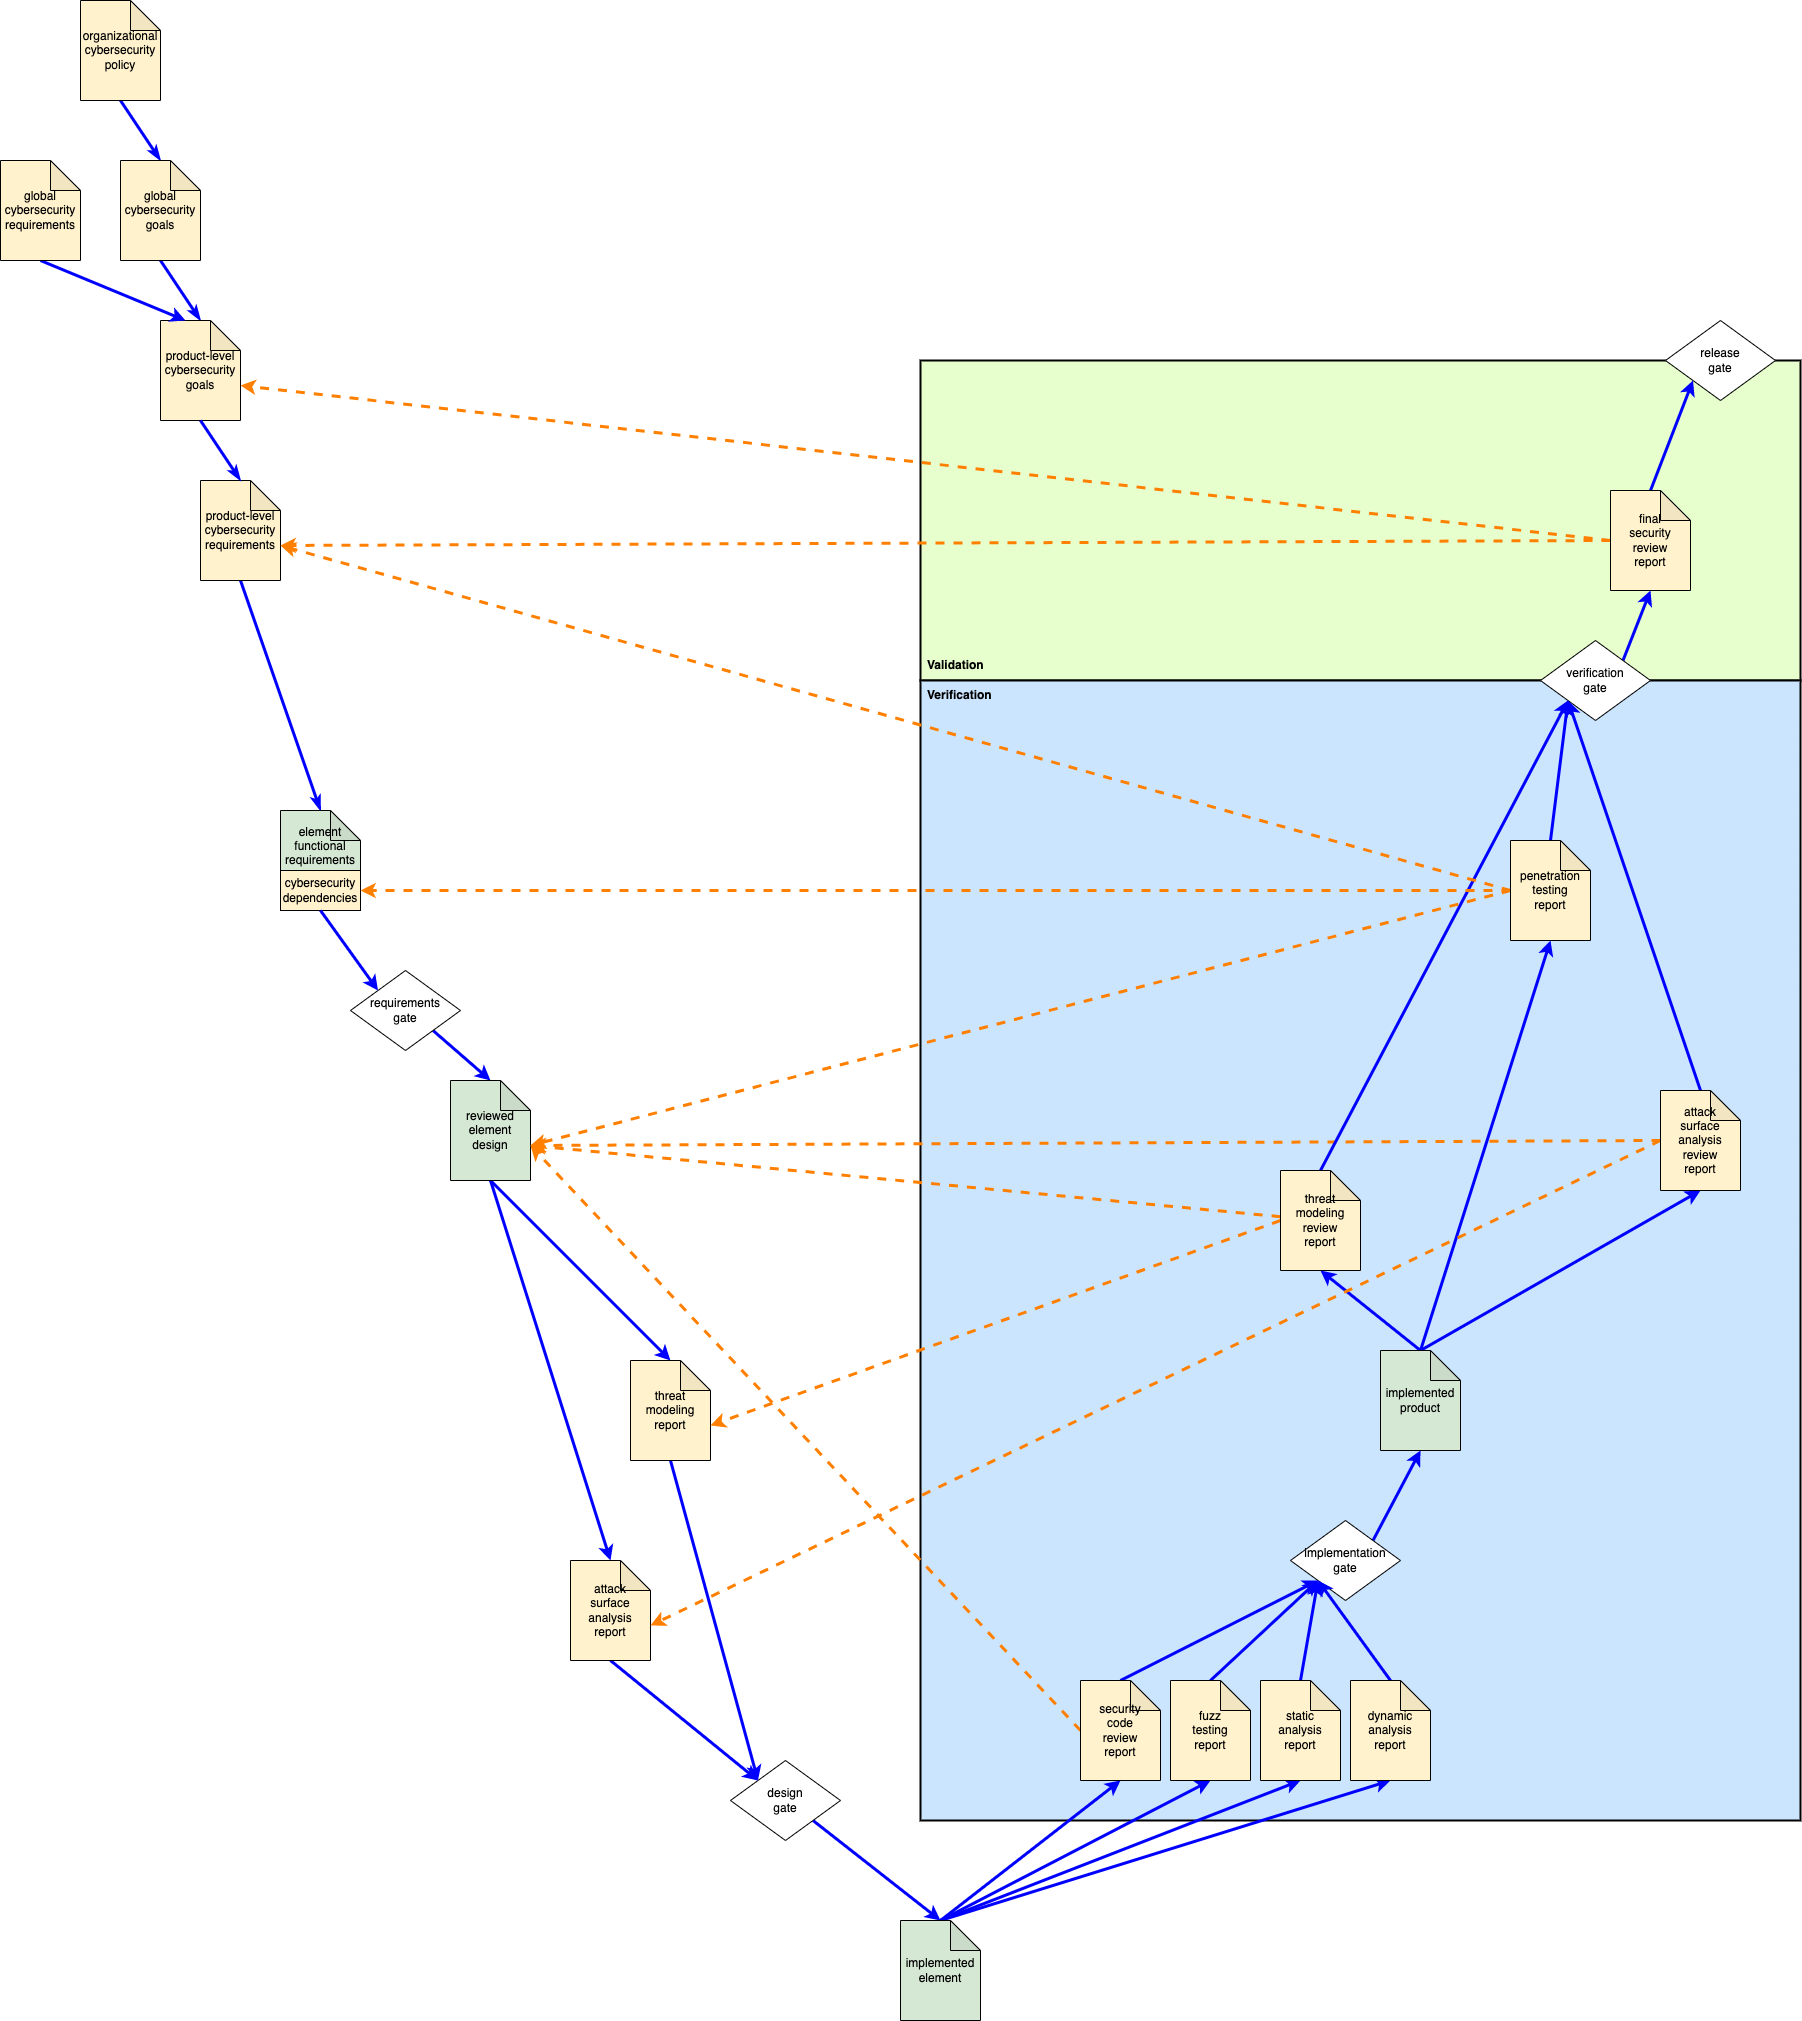 organizational
cybersecurity
policy
global
cybersecurity
requirements
global
cybersecurity
goals
product-level
cybersecurity
goals
release
gate
product-level
cybersecurity
requirements
final
security
review
report
Validation
verification
gate
Verification
element
functional
requirements
cybersecurity
dependencies
penetration
testing
report
requirements
gate
reviewed
element
design
attack
surface
analysis
review
report
threat
modeling
review
report
threat
modeling
report
implemented
product
implementation
gate
attack
surface
analysis
report
security
code
review
report
fuzz
testing
report
static
analysis
report
dynamic
analysis
report
design
gate
implemented
element